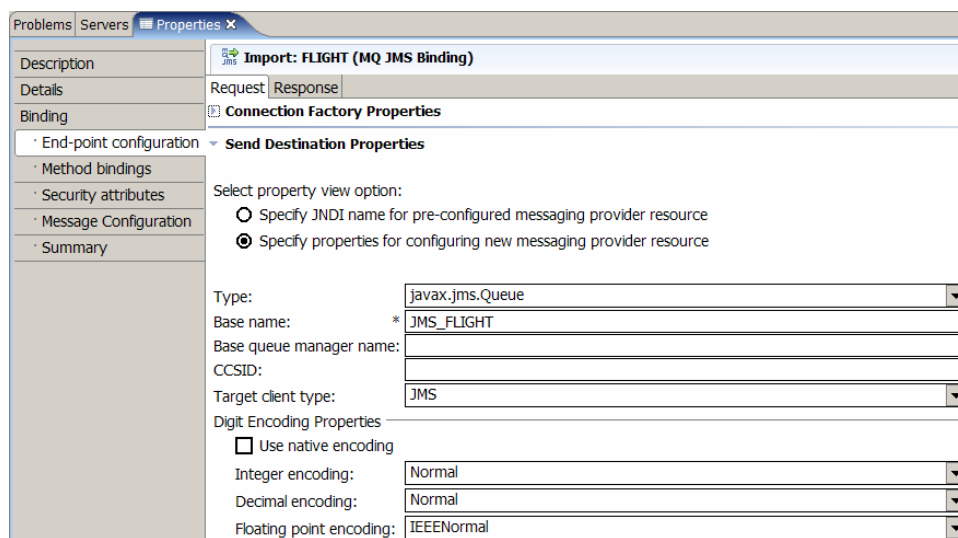 Problems Servers Properties
Import: FLIGHT (MQ JMS Binding)
Description
Details
Binding
End-point configuration
Method bindings
Security attributes
Message Configuration
Summary
Request Response
Connection Factory Properties
Send Destination Properties
Select property view option:
Specify JNDI name for pre-configured messaging provider resource
Specify properties for configuring new messaging provider resource
Type: javax.jms.Queue
Base name: * JMS_FLIGHT
Base queue manager name:
CCSID:
Target client type: JMS
Digit Encoding Properties
Use native encoding
Integer encoding: Normal
Decimal encoding: Normal
Floating point encoding: IEEENormal